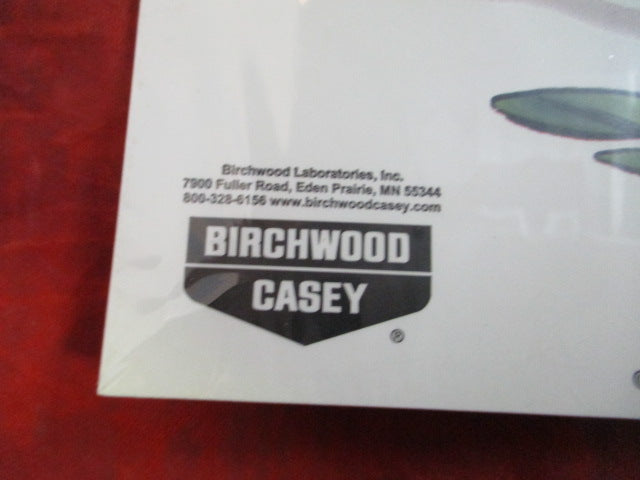 Birchwood Laboratories, Inc.
7900 Fuller Road, Eden Prairie, MN 55344
800-328-6156 www.birchwoodcasey.com
BIRCHWOOD
CASEY
®